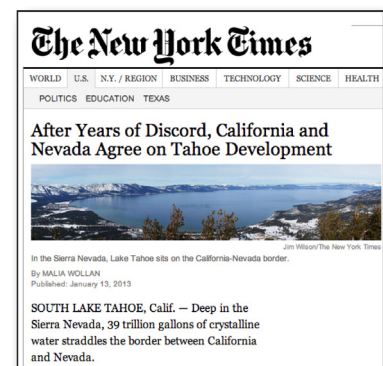 The New York Times
WORLD U.S. N.Y. / REGION BUSINESS TECHNOLOGY SCIENCE HEALTH
POLITICS EDUCATION TEXAS
After Years of Discord, California and
Nevada Agree on Tahoe Development
Jim Wilson/The New York Times
In the Sierra Nevada, Lake Tahoe sits on the California-Nevada border.
By MALIA WOLLAN
Published: January 13, 2013
SOUTH LAKE TAHOE, Calif. — Deep in the
Sierra Nevada, 39 trillion gallons of crystalline
water straddles the border between California
and Nevada.